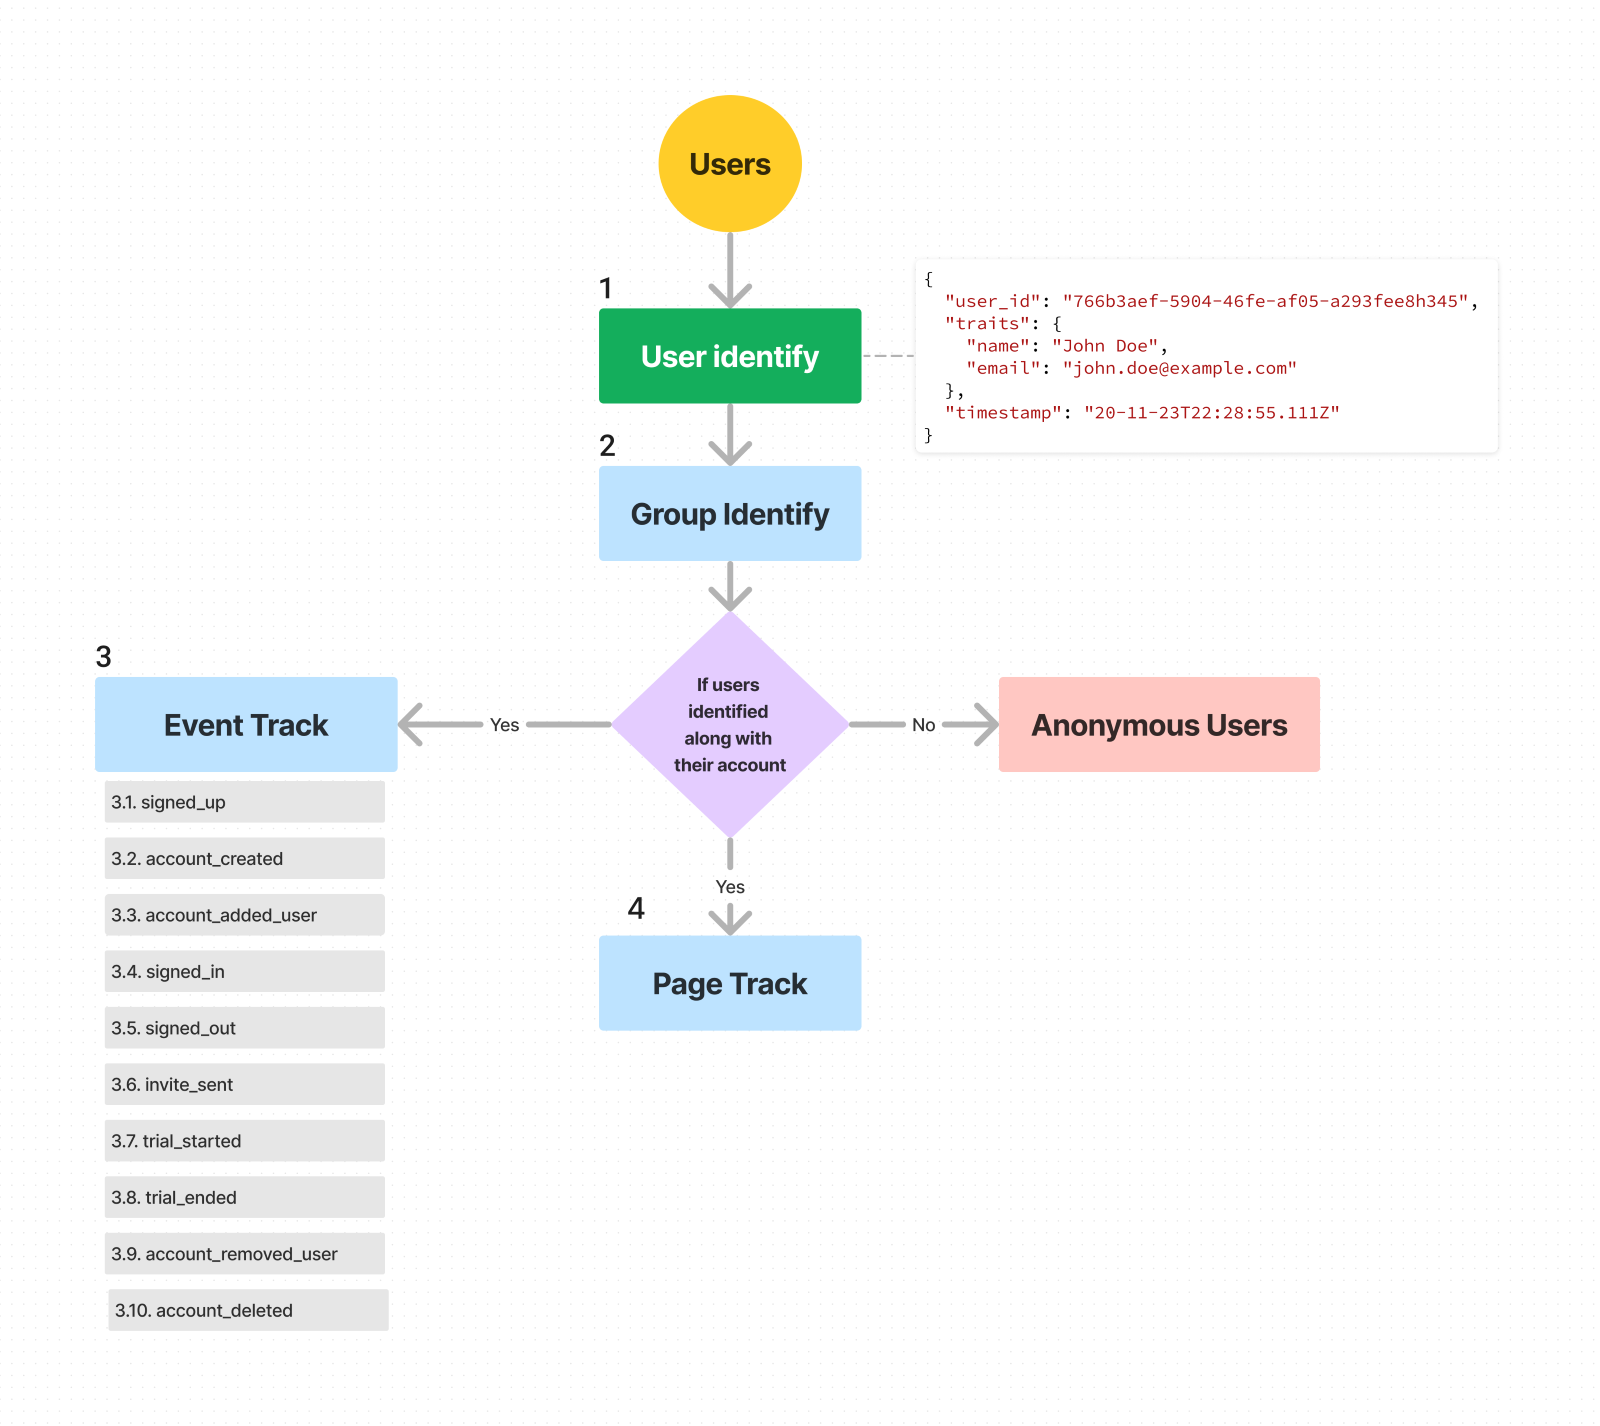 Users
1
User identify
{
  "user_id": "766b3aef-5904-46fe-af05-a293fee8h345",
  "traits": {
    "name": "John Doe",
    "email": "john.doe@example.com"
  },
  "timestamp": "20-11-23T22:28:55.111Z"
}
2
Group Identify
If users
identified
along with
their account
Yes
No
3
Event Track
Anonymous Users
3.1. signed_up
3.2. account_created
3.3. account_added_user
3.4. signed_in
3.5. signed_out
3.6. invite_sent
3.7. trial_started
3.8. trial_ended
3.9. account_removed_user
3.10. account_deleted
Yes
4
Page Track